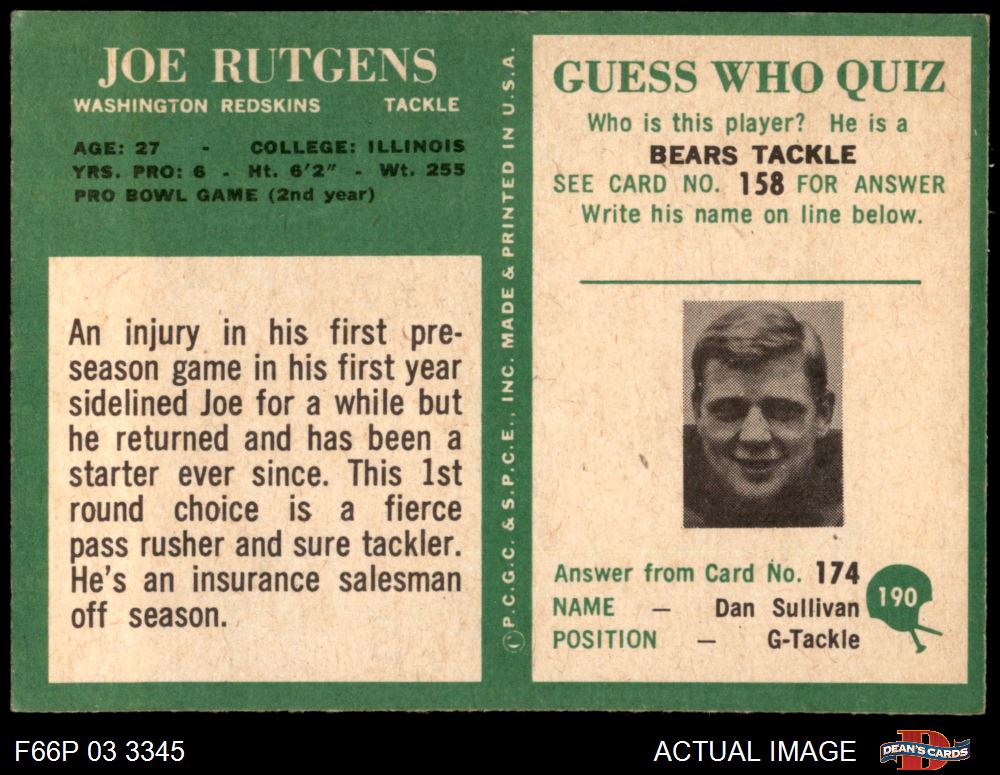 JOE RUTGENS
WASHINGTON REDSKINS TACKLE
AGE: 27 - COLLEGE: ILLINOIS
YRS. PRO: 6 - Ht. 6'2" - Wt. 255
PRO BOWL GAME (2nd year)
An injury in his first pre-
season game in his first year
sidelined Joe for a while but
he returned and has been a
starter ever since. This 1st
round choice is a fierce
pass rusher and sure tackler.
He's an insurance salesman
off season.
© P.C.G.C. & S.P.C.E., INC. MADE & PRINTED IN U.S.A.
GUESS WHO QUIZ
Who is this player? He is a
BEARS TACKLE
SEE CARD NO. 158 FOR ANSWER
Write his name on line below.
Answer from Card No. 174
NAME — Dan Sullivan
POSITION — G-Tackle
190
F66P 03 3345
ACTUAL IMAGE
D
DEAN'S CARDS